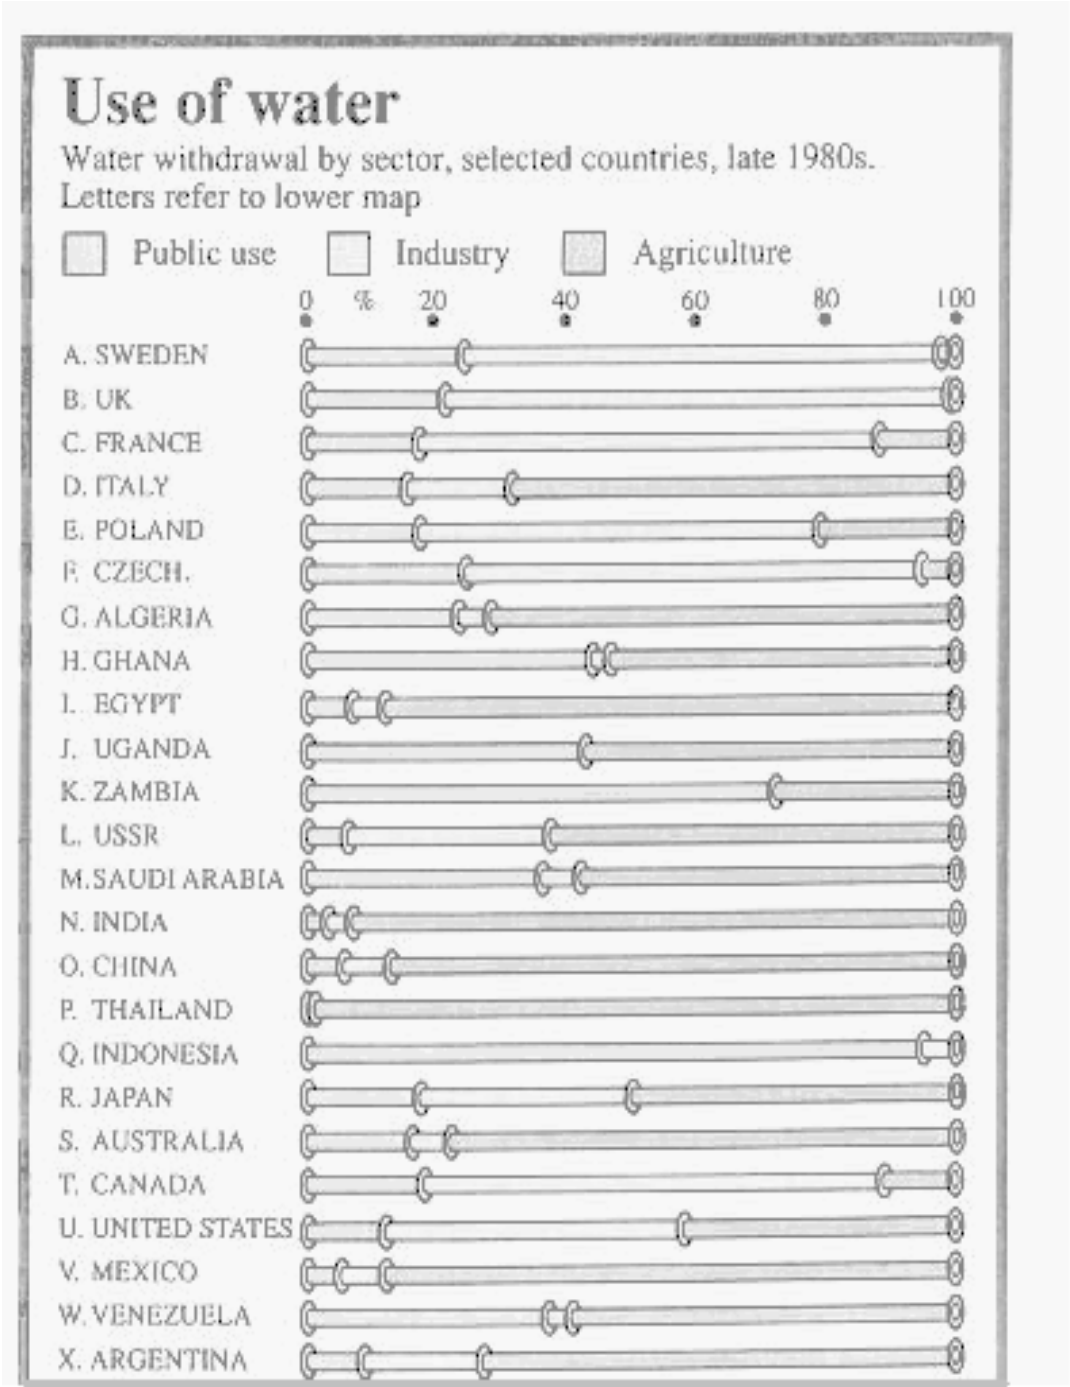 Use of water
Water withdrawal by sector, selected countries, late 1980s.
Letters refer to lower map
Public use Industry Agriculture
0 % 20 40 60 80 100
A. SWEDEN
B. UK
C. FRANCE
D. ITALY
E. POLAND
F. CZECH.
G. ALGERIA
H. GHANA
I. EGYPT
J. UGANDA
K. ZAMBIA
L. USSR
M. SAUDI ARABIA
N. INDIA
O. CHINA
P. THAILAND
Q. INDONESIA
R. JAPAN
S. AUSTRALIA
T. CANADA
U. UNITED STATES
V. MEXICO
W. VENEZUELA
X. ARGENTINA